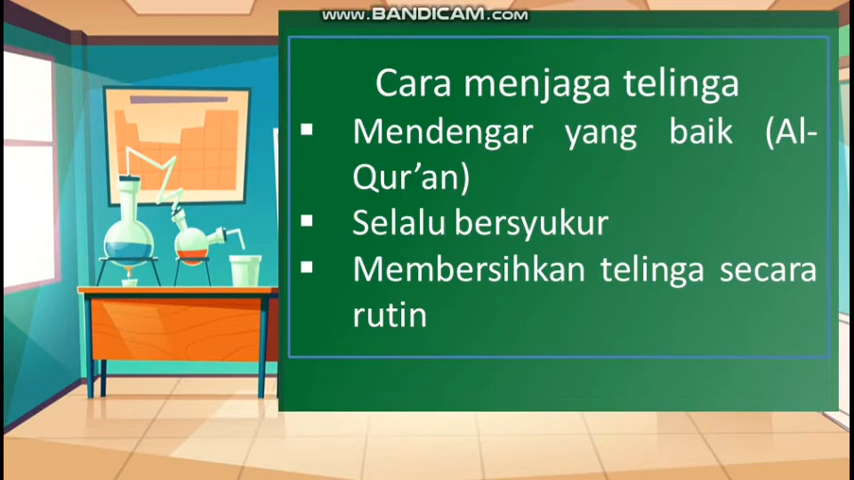 WWW.BANDICAM.COM
Cara menjaga telinga
▪ Mendengar yang baik (Al-
Qur’an)
▪ Selalu bersyukur
▪ Membersihkan telinga secara
rutin